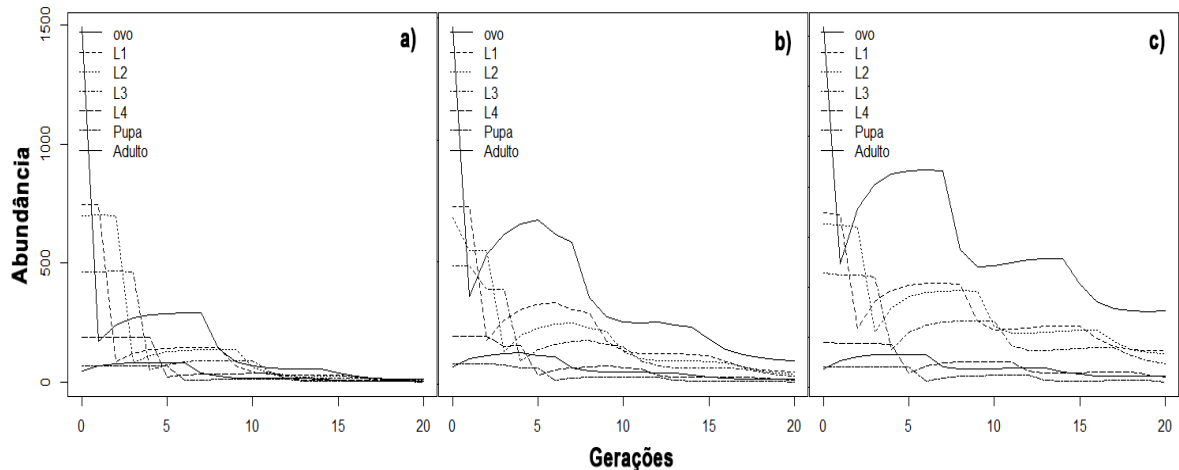 Abundância
1500
1000
500
0
a)
ovo
L1
L2
L3
L4
Pupa
Adulto
0 5 10 15 20
b)
ovo
L1
L2
L3
L4
Pupa
Adulto
0 5 10 15 20
c)
ovo
L1
L2
L3
L4
Pupa
Adulto
0 5 10 15 20
Gerações